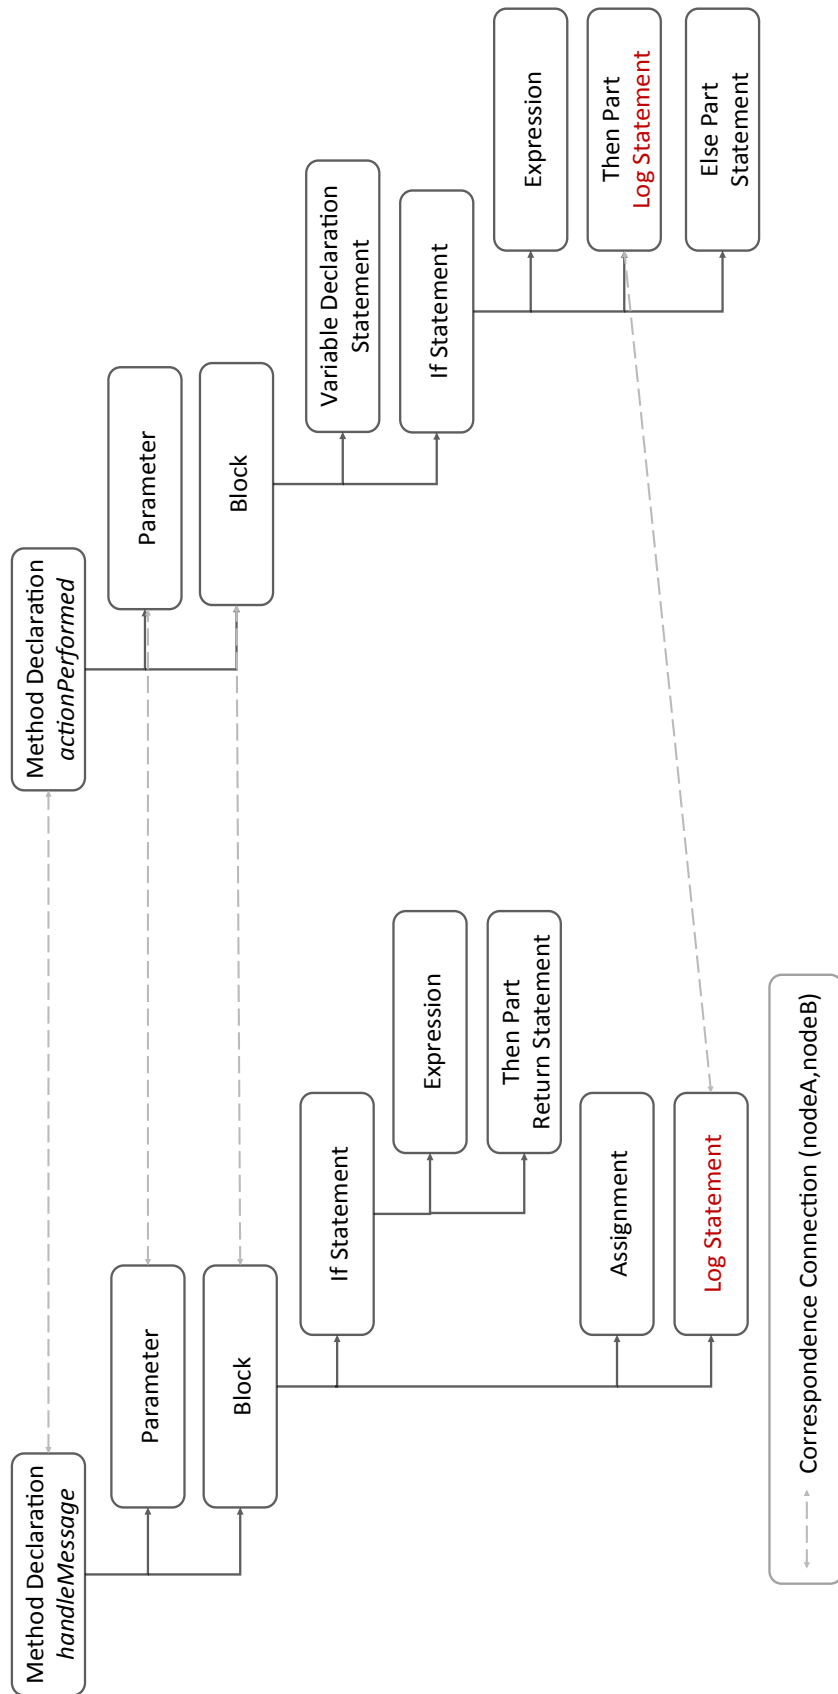 Method Declaration
handleMessage
Parameter
Block
If Statement
Expression
Then Part
Return Statement
Assignment
Log Statement
Method Declaration
actionPerformed
Parameter
Block
Variable Declaration
Statement
If Statement
Expression
Then Part
Log Statement
Else Part
Statement
Correspondence Connection (nodeA,nodeB)